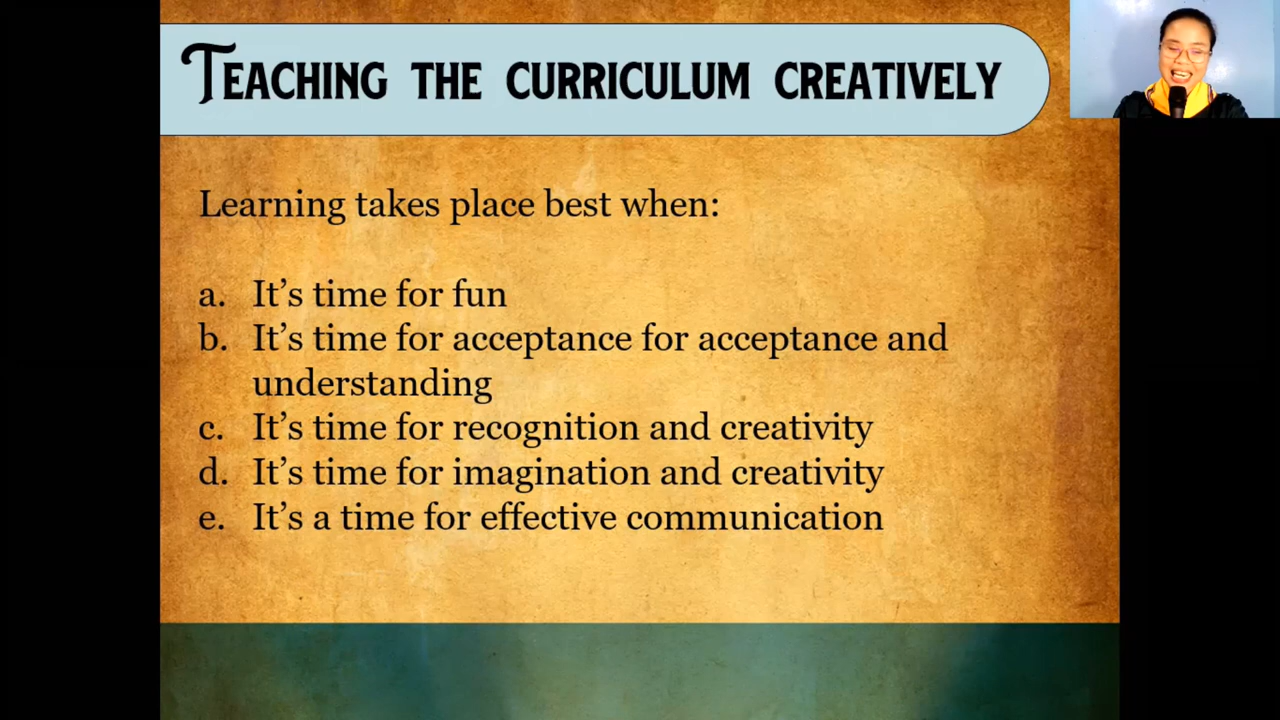 TEACHING THE CURRICULUM CREATIVELY
Learning takes place best when:
a. It's time for fun
b. It's time for acceptance for acceptance and
understanding
c. It's time for recognition and creativity
d. It's time for imagination and creativity
e. It's a time for effective communication